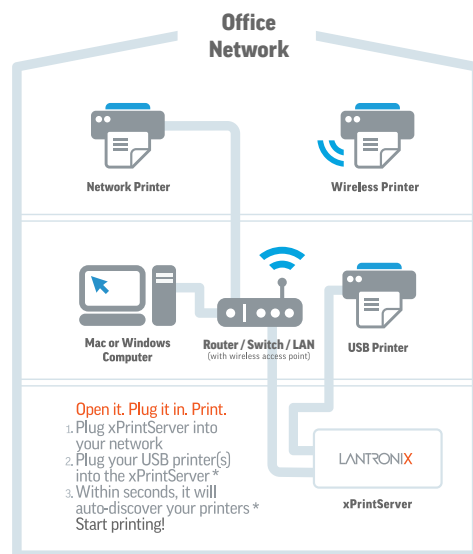 Office
Network
Network Printer
Wireless Printer
Mac or Windows
Computer
Router / Switch / LAN
(with wireless access point)
USB Printer
Open it. Plug it in. Print.
1. Plug xPrintServer into
your network
2. Plug your USB printer(s)
into the xPrintServer *
3. Within seconds, it will
auto-discover your printers *
Start printing!
LANTRONIX
xPrintServer